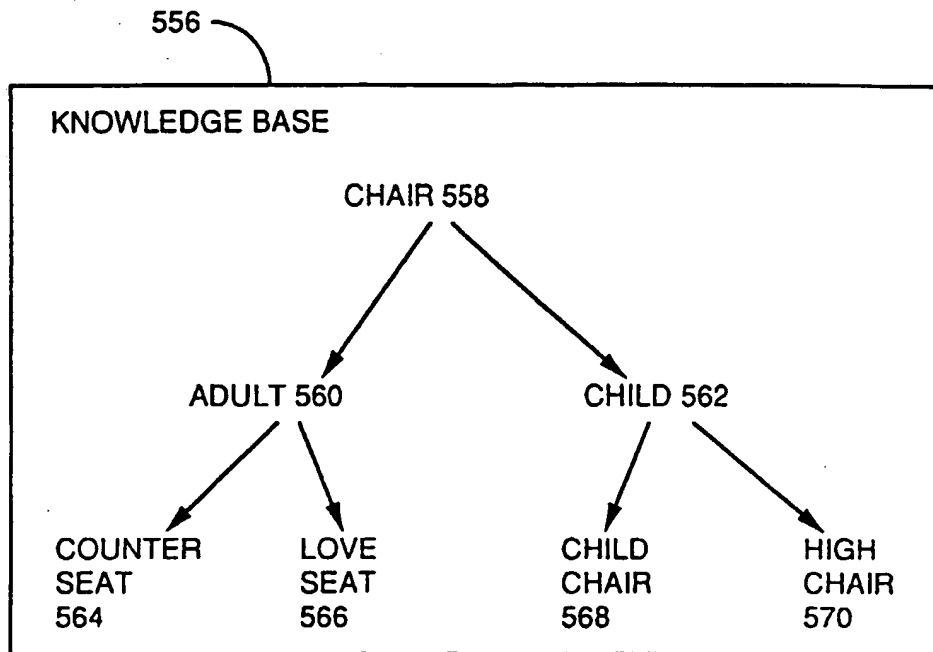 556
KNOWLEDGE BASE
CHAIR 558
ADULT 560
CHILD 562
COUNTER
SEAT
564
LOVE
SEAT
566
CHILD
CHAIR
568
HIGH
CHAIR
570